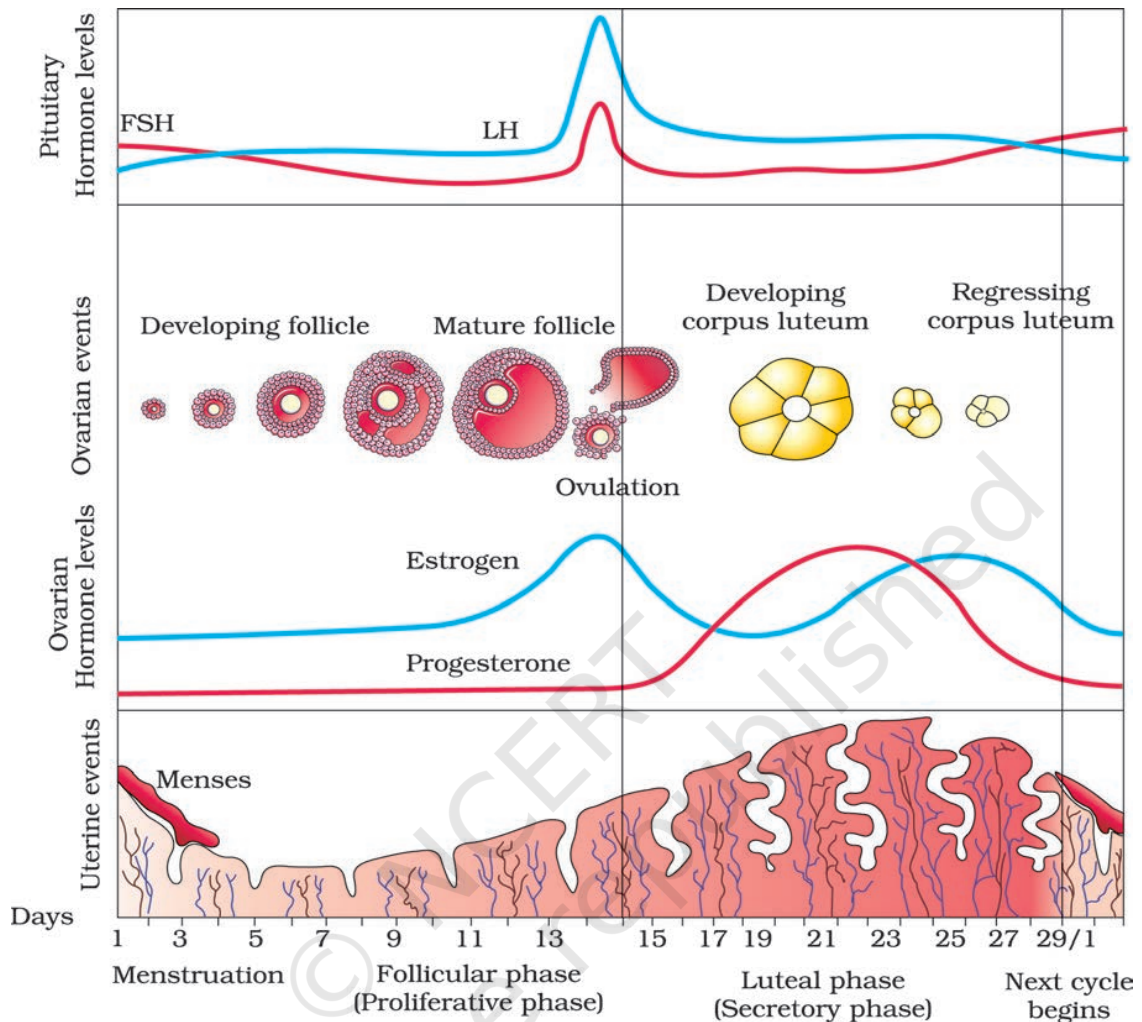 Pituitary
Hormone levels
FSH
LH
Ovarian events
Developing follicle
Mature follicle
Developing
corpus luteum
Regressing
corpus luteum
Ovulation
Ovarian
Hormone levels
Estrogen
Progesterone
Uterine events
Menses
Days
1 3 5 7 9 11 13 15 17 19 21 23 25 27 29/1
Menstruation
Follicular phase
(Proliferative phase)
Luteal phase
(Secretory phase)
Next cycle
begins
© NCERT
e republished